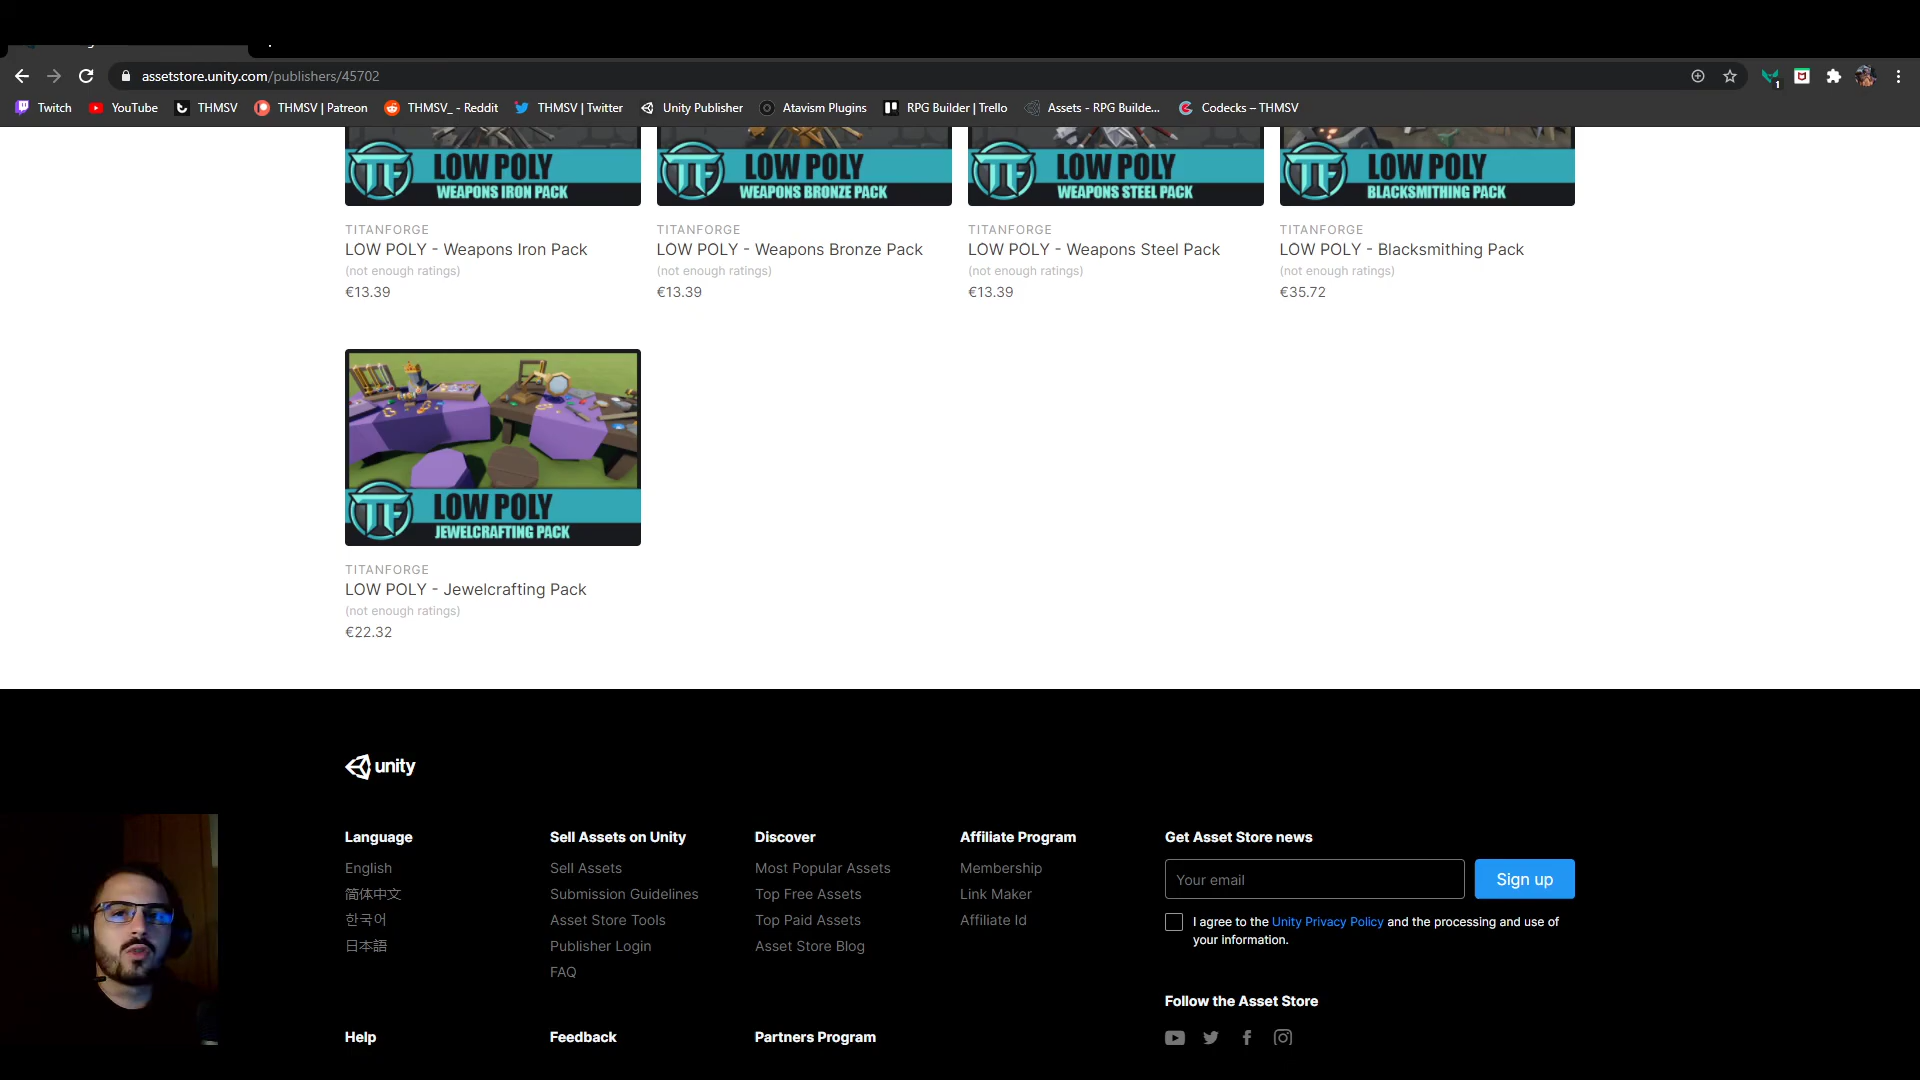 assetstore.unity.com/publishers/45702
1
Twitch YouTube THMSV THMSV | Patreon THMSV_ - Reddit THMSV | Twitter Unity Publisher Atavism Plugins RPG Builder | Trello Assets - RPG Builde... Codecks – THMSV
LOW POLY
WEAPONS IRON PACK
LOW POLY
WEAPONS BRONZE PACK
LOW POLY
WEAPONS STEEL PACK
LOW POLY
BLACKSMITHING PACK
TITANFORGE
LOW POLY - Weapons Iron Pack
(not enough ratings)
€13.39
TITANFORGE
LOW POLY - Weapons Bronze Pack
(not enough ratings)
€13.39
TITANFORGE
LOW POLY - Weapons Steel Pack
(not enough ratings)
€13.39
TITANFORGE
LOW POLY - Blacksmithing Pack
(not enough ratings)
€35.72
LOW POLY
JEWELCRAFTING PACK
TITANFORGE
LOW POLY - Jewelcrafting Pack
(not enough ratings)
€22.32
unity
Language
English
简体中文
한국어
日本語
Sell Assets on Unity
Sell Assets
Submission Guidelines
Asset Store Tools
Publisher Login
FAQ
Discover
Most Popular Assets
Top Free Assets
Top Paid Assets
Asset Store Blog
Affiliate Program
Membership
Link Maker
Affiliate Id
Get Asset Store news
Your email
Sign up
I agree to the Unity Privacy Policy and the processing and use of
your information.
Follow the Asset Store
Help
Feedback
Partners Program